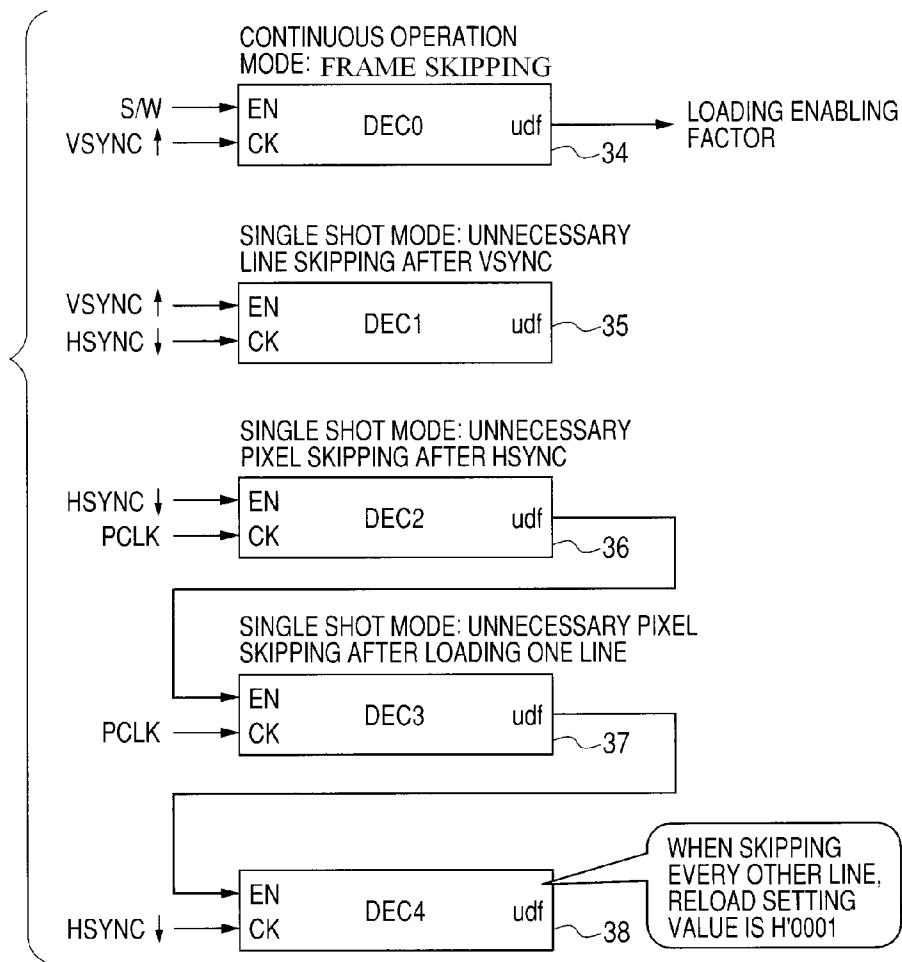 CONTINUOUS OPERATION
MODE: FRAME SKIPPING
S/W
EN
DEC0
udf
VSYNC ↑
CK
34
LOADING ENABLING
FACTOR
SINGLE SHOT MODE: UNNECESSARY
LINE SKIPPING AFTER VSYNC
VSYNC ↑
EN
DEC1
udf
35
HSYNC ↓
CK
SINGLE SHOT MODE: UNNECESSARY
PIXEL SKIPPING AFTER HSYNC
HSYNC ↓
EN
DEC2
udf
PCLK
CK
36
SINGLE SHOT MODE: UNNECESSARY PIXEL
SKIPPING AFTER LOADING ONE LINE
EN
DEC3
udf
PCLK
CK
37
EN
DEC4
udf
HSYNC ↓
CK
38
WHEN SKIPPING
EVERY OTHER LINE,
RELOAD SETTING
VALUE IS H'0001